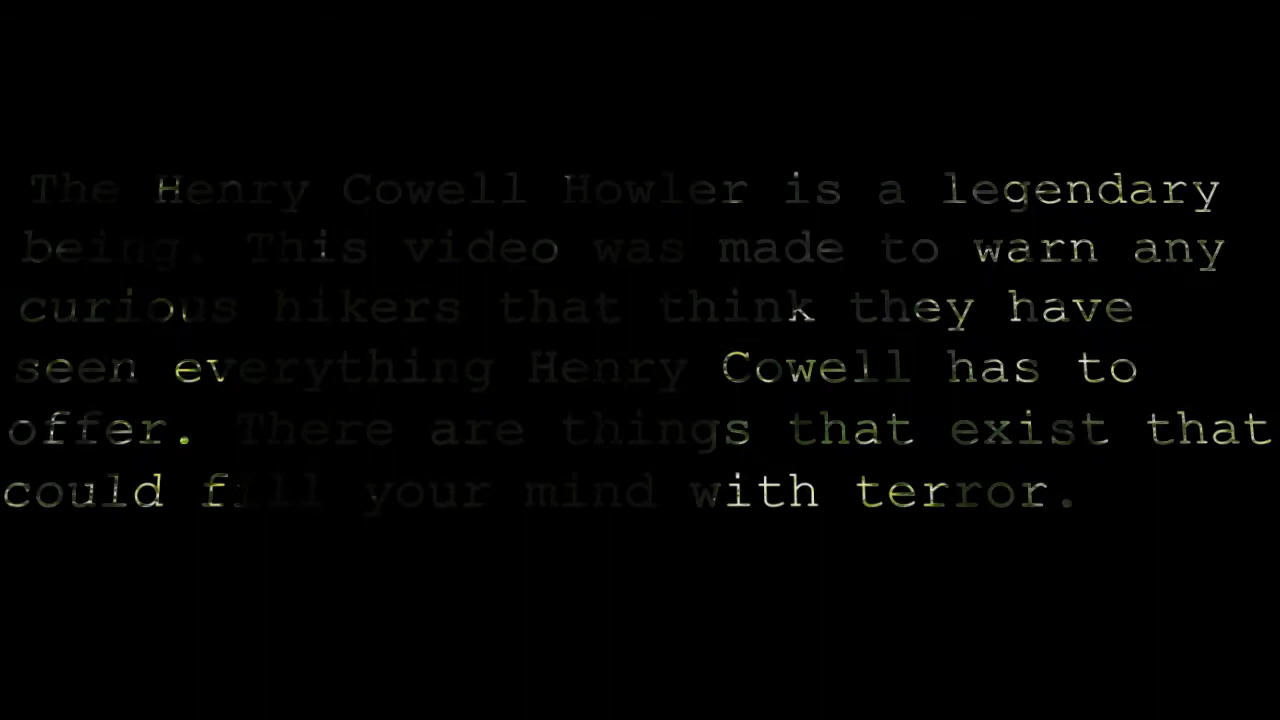 The Henry Cowell Howler is a legendary
being. This video was made to warn any
curious hikers that think they have
seen everything Henry Cowell has to
offer. There are things that exist that
could fill your mind with terror.